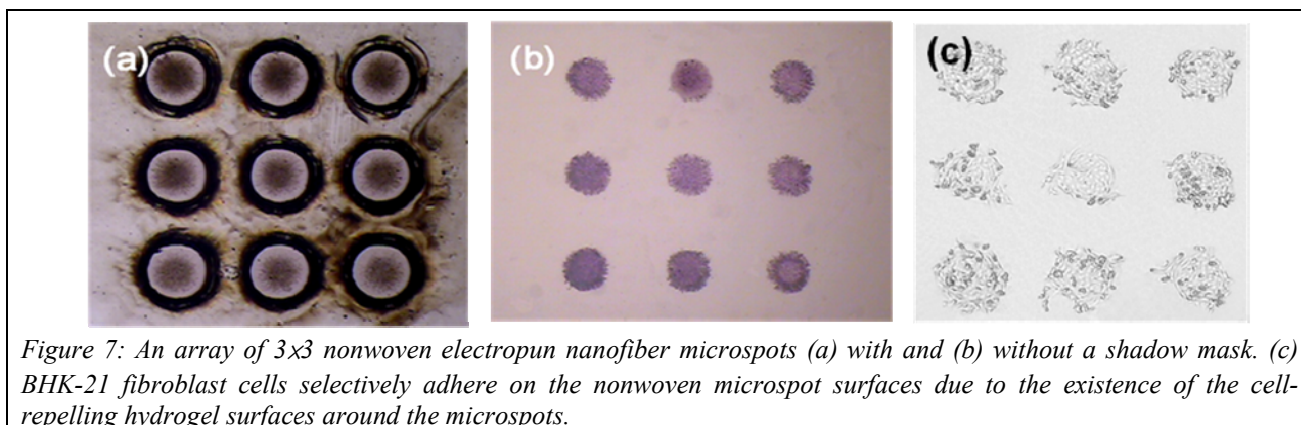 (a) (b) (c)
Figure 7: An array of 3×3 nonwoven electropun nanofiber microspots (a) with and (b) without a shadow mask. (c)
BHK-21 fibroblast cells selectively adhere on the nonwoven microspot surfaces due to the existence of the cell-
repelling hydrogel surfaces around the microspots.